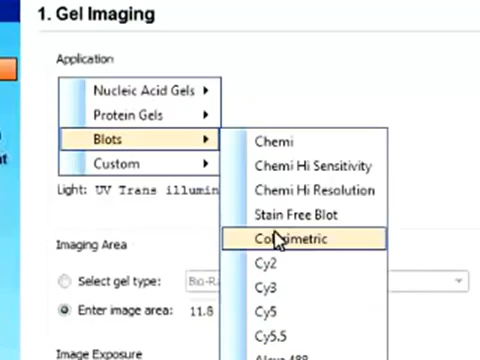 1. Gel Imaging
Application
Nucleic Acid Gels
Protein Gels
Blots
Custom
Chemi
Chemi Hi Sensitivity
Chemi Hi Resolution
Stain Free Blot
Colorimetric
Cy2
Cy3
Cy5
Cy5.5
Light: UV Trans illumin
Imaging Area
Select gel type:
Enter image area: 11.8
Image Exposure